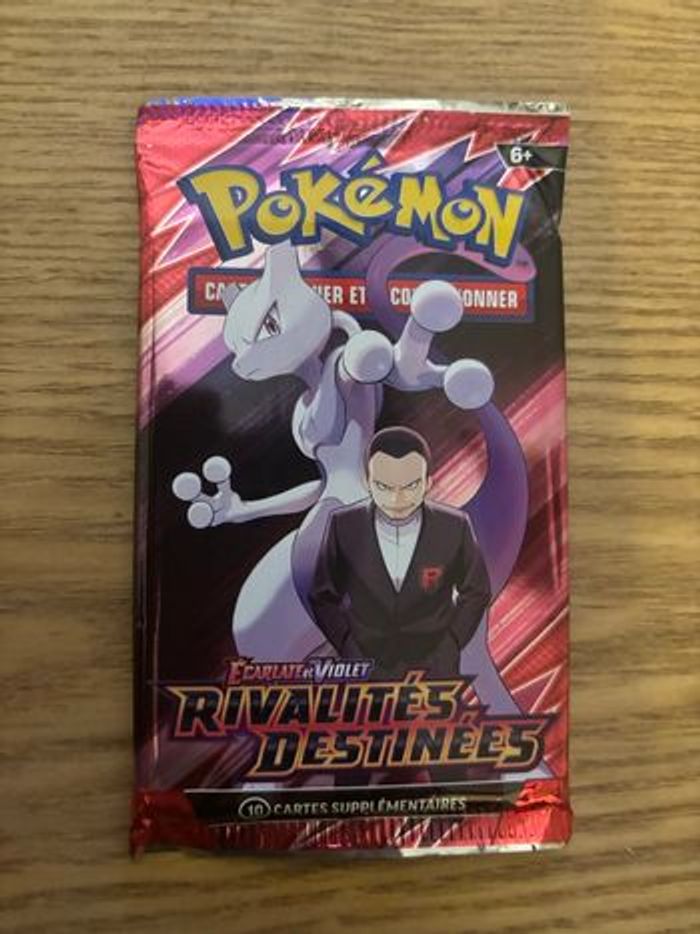 6+
POKéMON
ET
ÉCARLATE et VIOLET
RIVALITÉS
DESTINÉES
10 CARTES SUPPLÉMENTAIRES
R